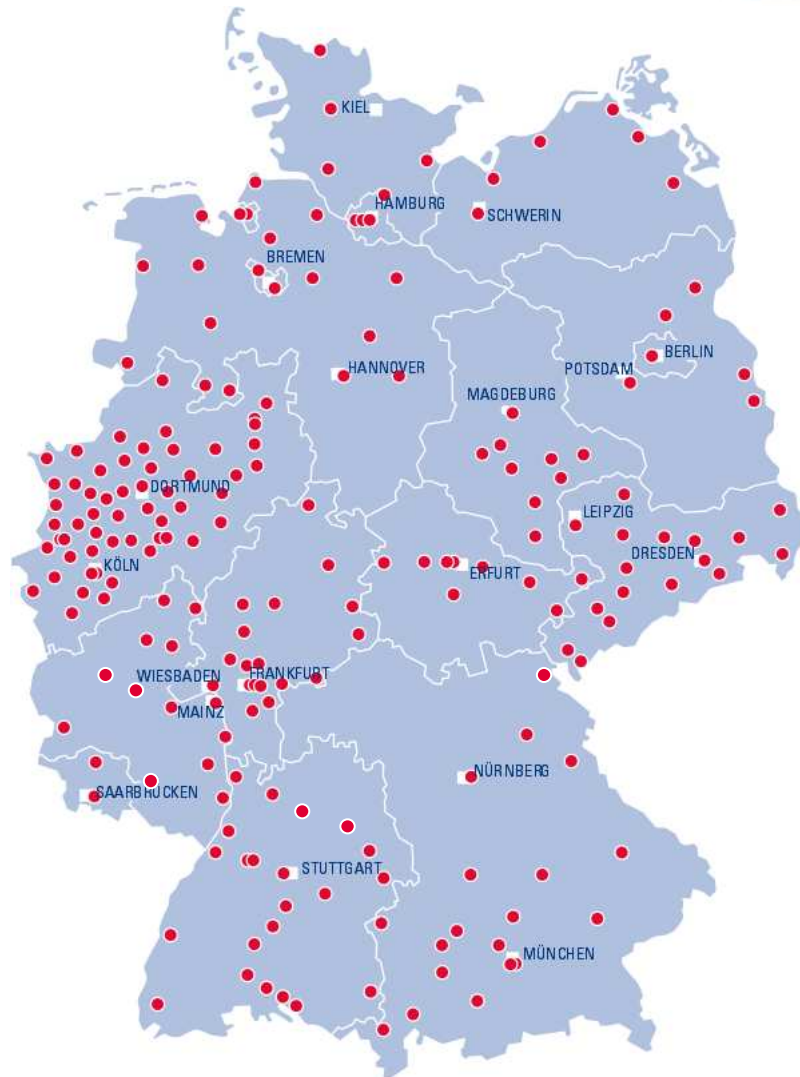 KIEL
HAMBURG
SCHWERIN
BREMEN
HANNOVER
BERLIN
POTSDAM
MAGDEBURG
DORTMUND
LEIPZIG
DRESDEN
KÖLN
ERFURT
WIESBADEN
FRANKFURT
MAINZ
NÜRNBERG
SAARBRÜCKEN
STUTTGART
MÜNCHEN